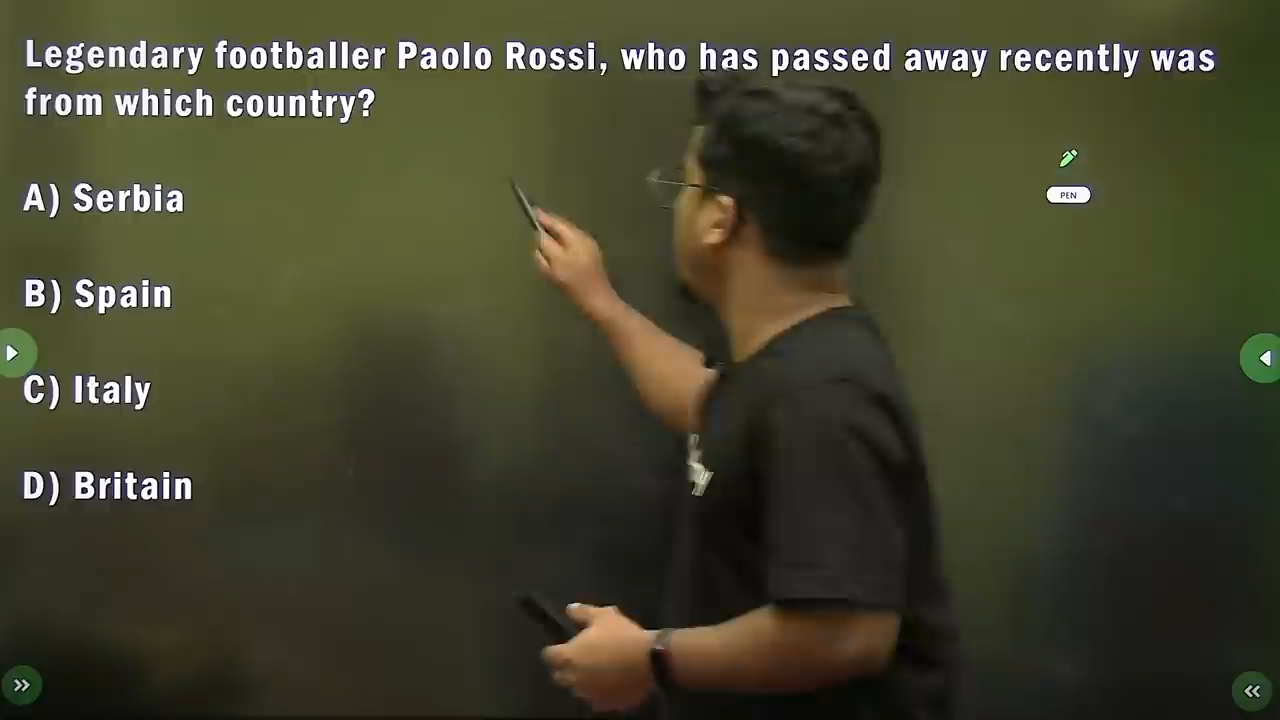 Legendary footballer Paolo Rossi, who has passed away recently was
from which country?
A) Serbia
B) Spain
C) Italy
D) Britain
PEN